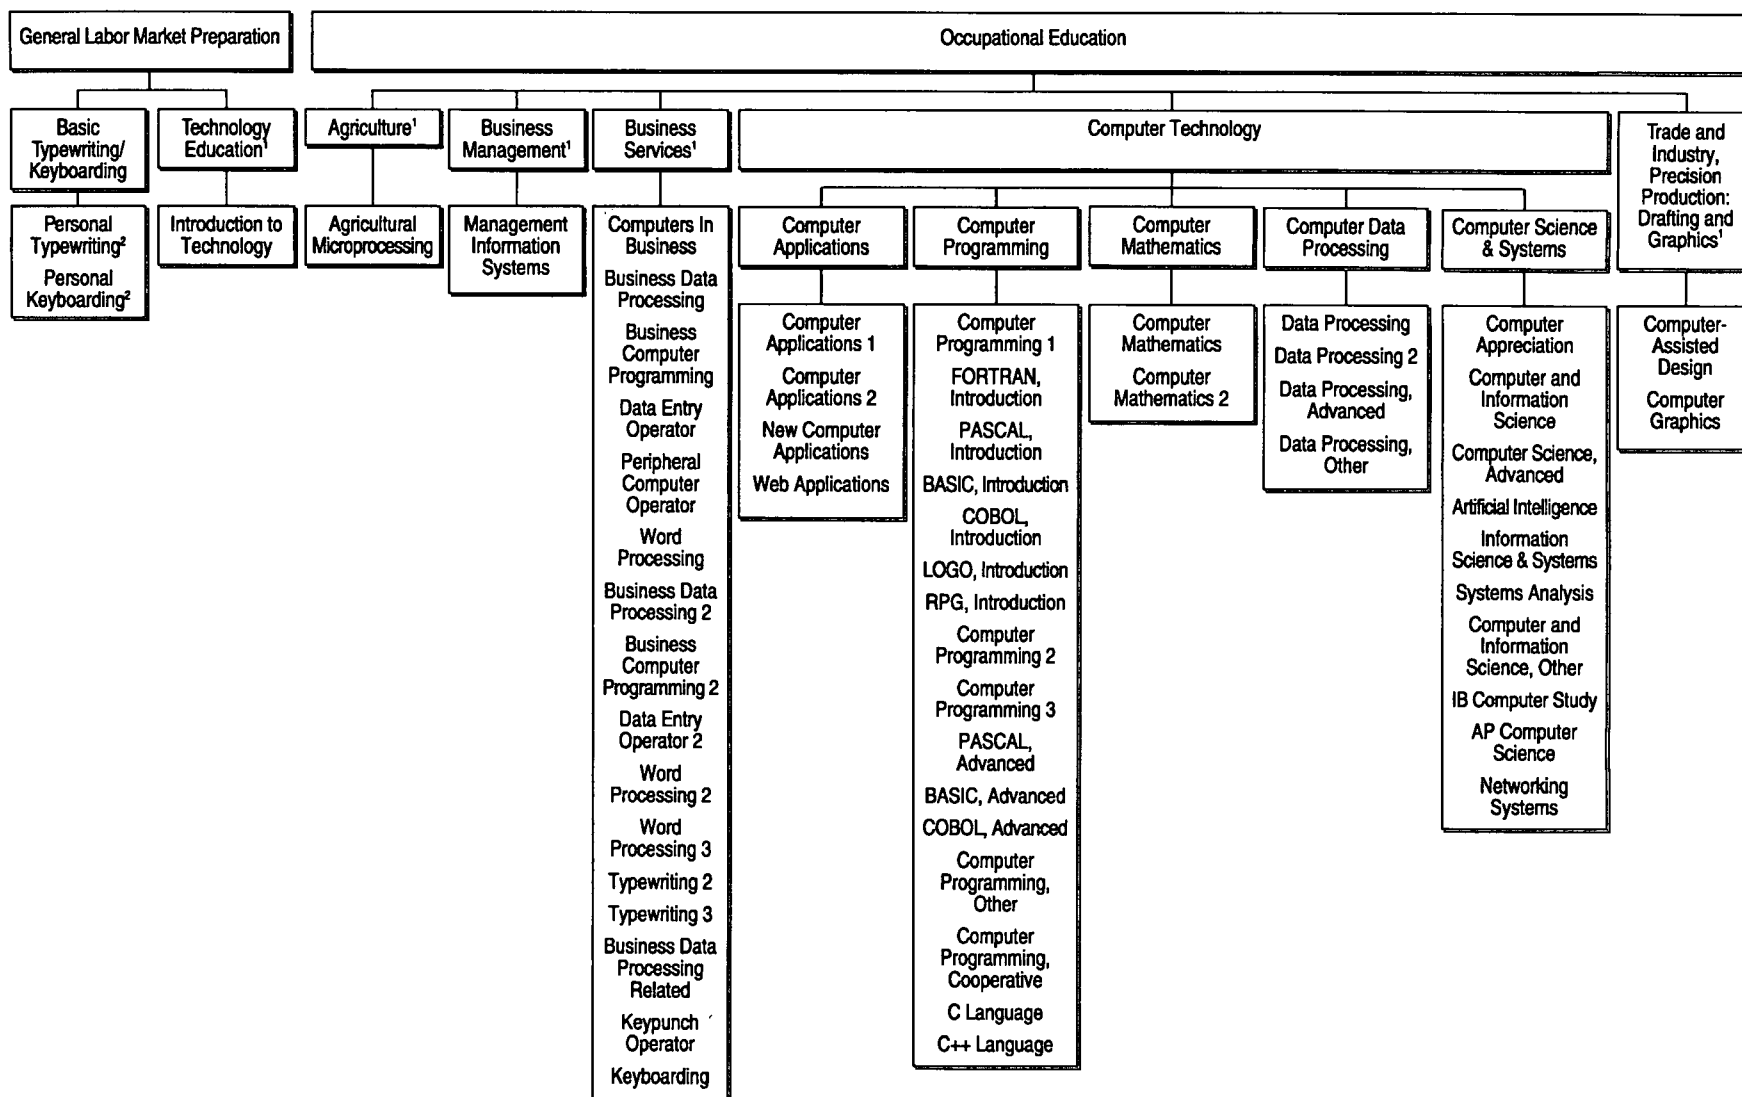 General Labor Market Preparation
Occupational Education
Basic
Typewriting/
Keyboarding
Technology
Education¹
Agriculture¹
Business
Management¹
Business
Services¹
Computer Technology
Trade and
Industry,
Precision
Production:
Drafting and
Graphics¹
Personal
Typewriting²
Personal
Keyboarding²
Introduction to
Technology
Agricultural
Microprocessing
Management
Information
Systems
Computers In
Business
Business Data
Processing
Business
Computer
Programming
Data Entry
Operator
Peripheral
Computer
Operator
Word
Processing
Business Data
Processing 2
Business
Computer
Programming 2
Data Entry
Operator 2
Word
Processing 2
Word
Processing 3
Typewriting 2
Typewriting 3
Business Data
Processing
Related
Keypunch
Operator
Keyboarding
Computer
Applications
Computer
Applications 1
Computer
Applications 2
New Computer
Applications
Web Applications
Computer
Programming
Computer
Programming 1
FORTRAN,
Introduction
PASCAL,
Introduction
BASIC, Introduction
COBOL,
Introduction
LOGO, Introduction
RPG, Introduction
Computer
Programming 2
Computer
Programming 3
PASCAL,
Advanced
BASIC, Advanced
COBOL, Advanced
Computer
Programming,
Other
Computer
Programming,
Cooperative
C Language
C++ Language
Computer
Mathematics
Computer
Mathematics
Computer
Mathematics 2
Computer Data
Processing
Data Processing
Data Processing 2
Data Processing,
Advanced
Data Processing,
Other
Computer Science
& Systems
Computer
Appreciation
Computer and
Information
Science
Computer Science,
Advanced
Artificial Intelligence
Information
Science & Systems
Systems Analysis
Computer and
Information
Science, Other
IB Computer Study
AP Computer
Science
Networking
Systems
Computer-
Assisted
Design
Computer
Graphics